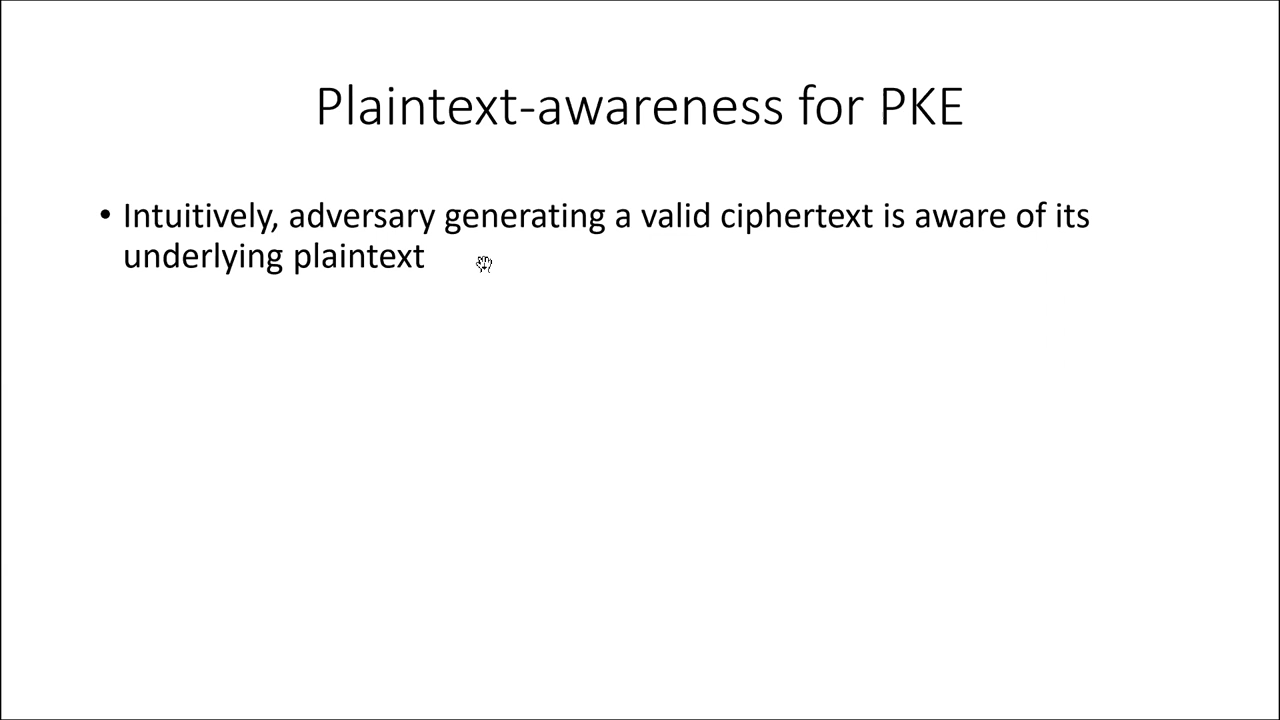 Plaintext-awareness for PKE
• Intuitively, adversary generating a valid ciphertext is aware of its
underlying plaintext